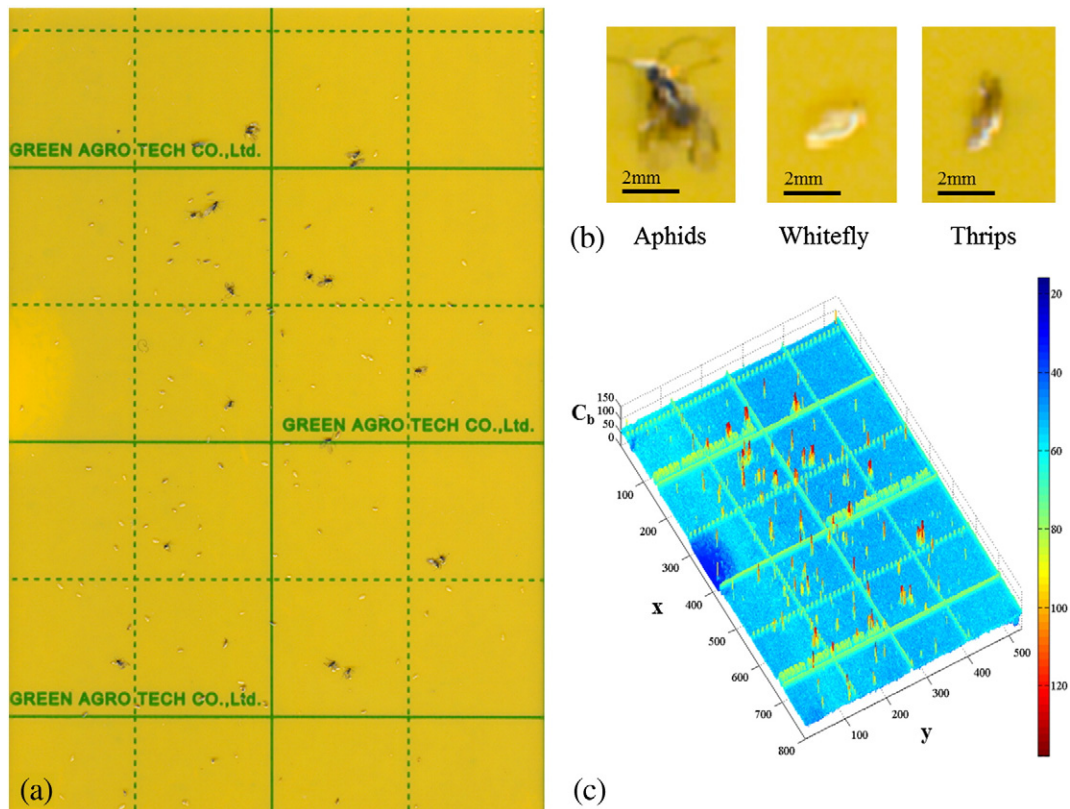 GREEN AGRO TECH CO.,Ltd.
GREEN AGRO TECH CO.,Ltd.
GREEN AGRO TECH CO.,Ltd.
(a)
2mm
2mm
2mm
(b)
Aphids
Whitefly
Thrips
20
40
60
80
100
120
C_b
150
100
50
0
100
200
300
400
500
600
700
800
x
100
200
300
400
500
y
(c)